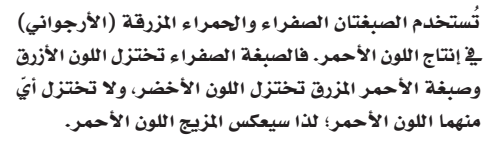 تُستخدم الصبغتان الصفراء والحمراء المزرقة (الأرجواني)
في إنتاج اللون الأحمر. فالصبغة الصفراء تختزل اللون الأزرق
وصبغة الأحمر المزرق تختزل اللون الأخضر، ولا تختزل أيّ
منهما اللون الأحمر؛ لذا سيعكس المزيج اللون الأحمر.